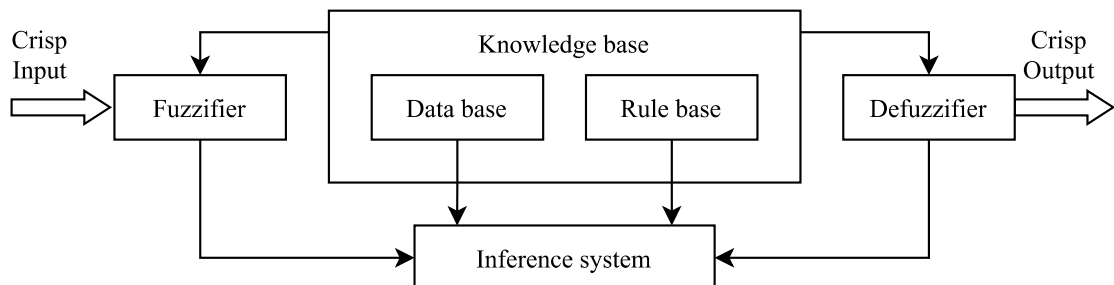 Crisp
Input
Knowledge base
Crisp
Output
Fuzzifier
Data base
Rule base
Defuzzifier
Inference system